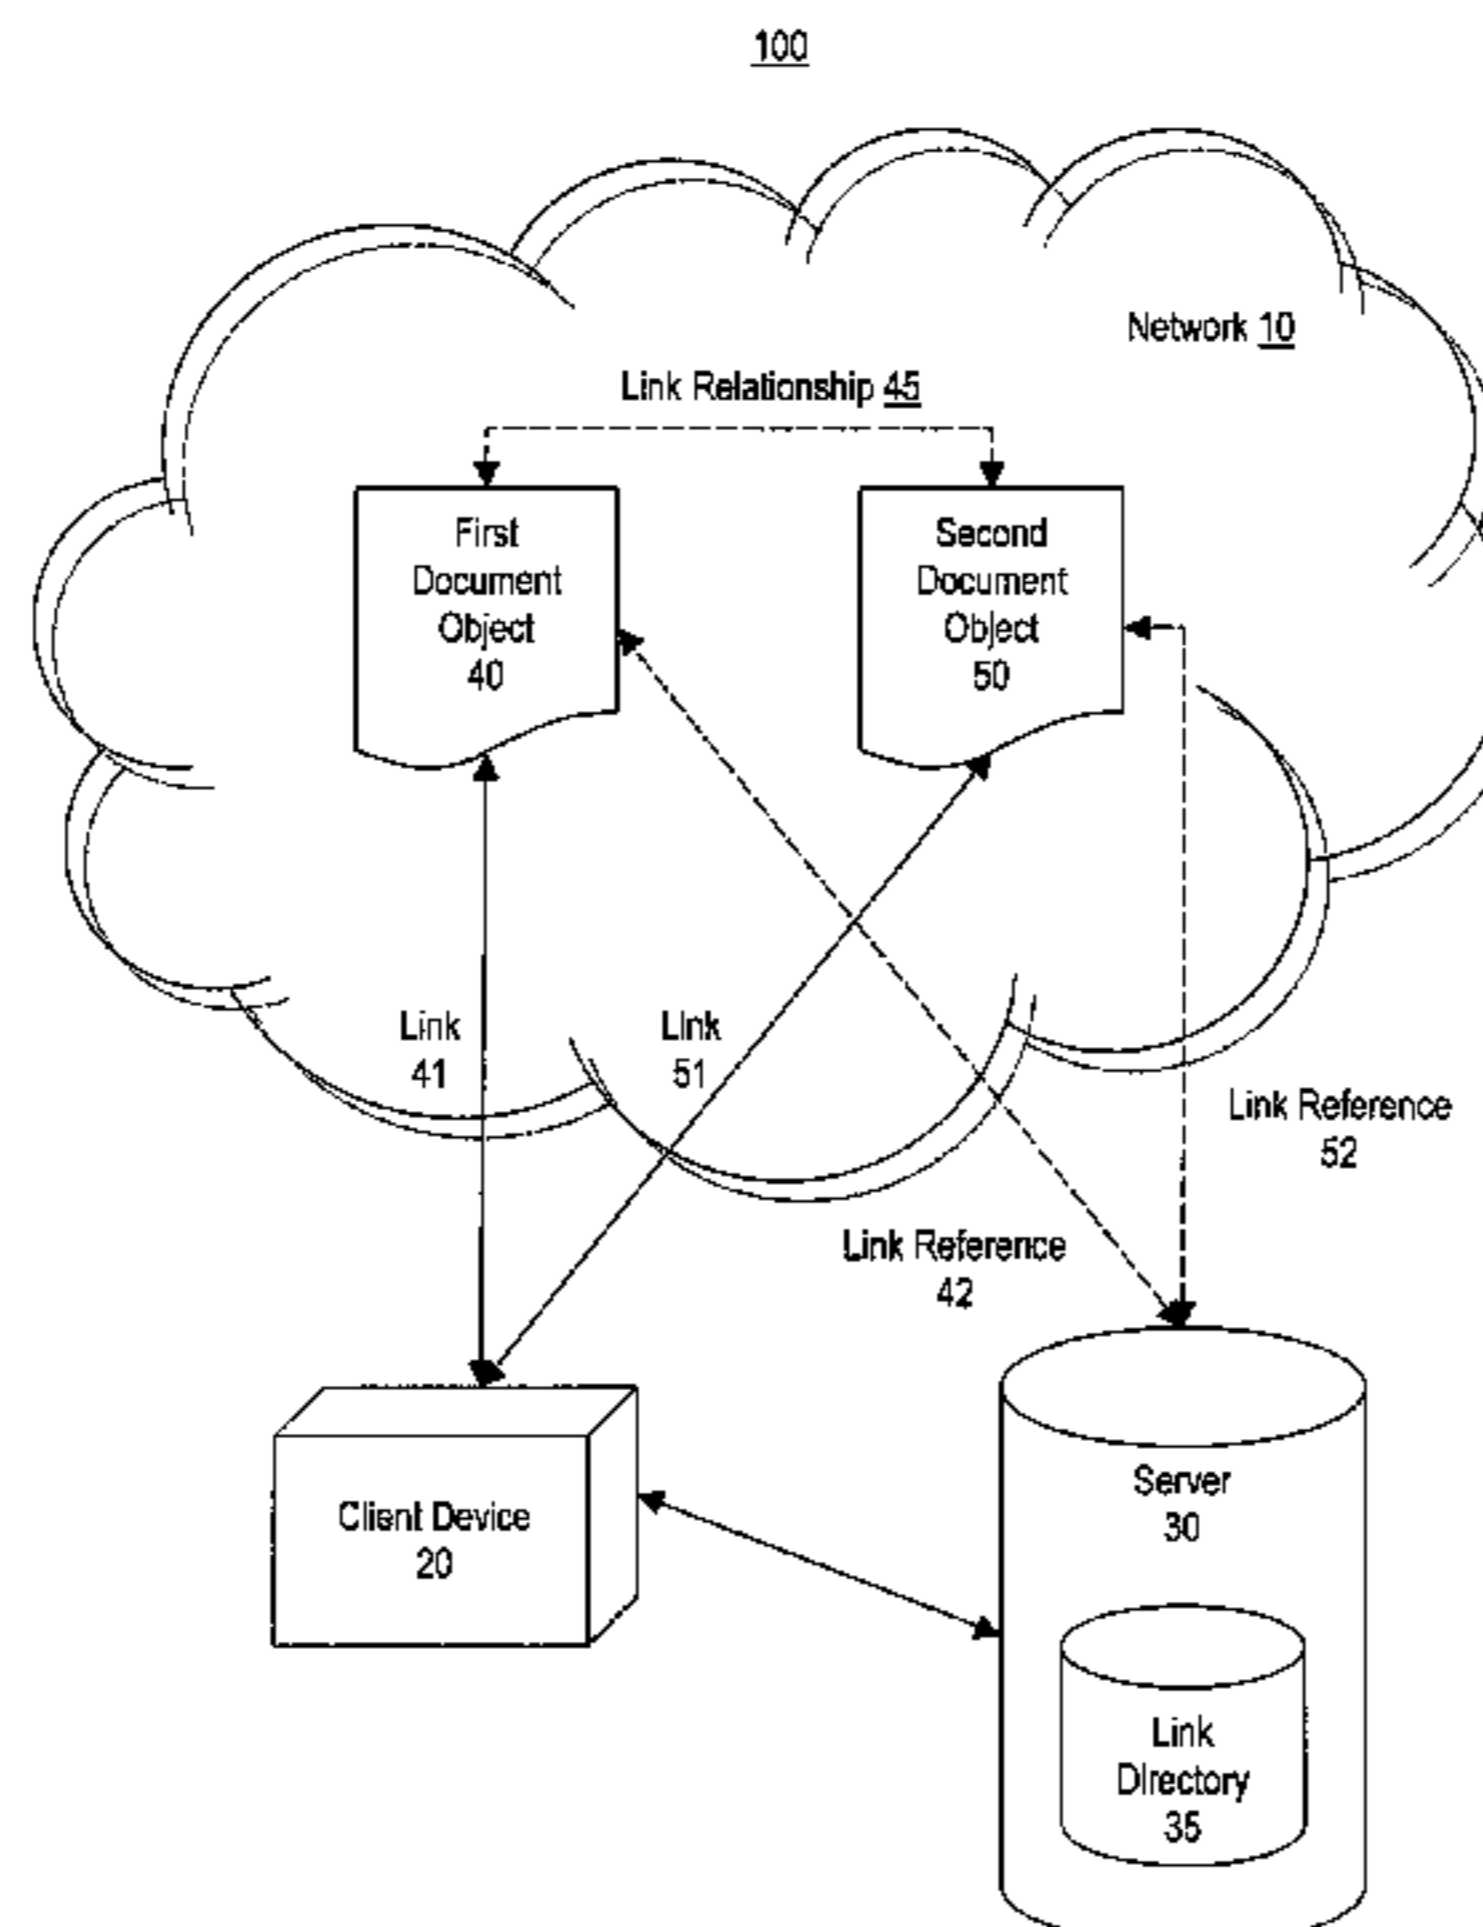 100
Network 10
Link Relationship 45
First
Document
Object
40
Second
Document
Object
50
Link
41
Link
51
Link Reference
52
Link Reference
42
Client Device
20
Server
30
Link
Directory
35